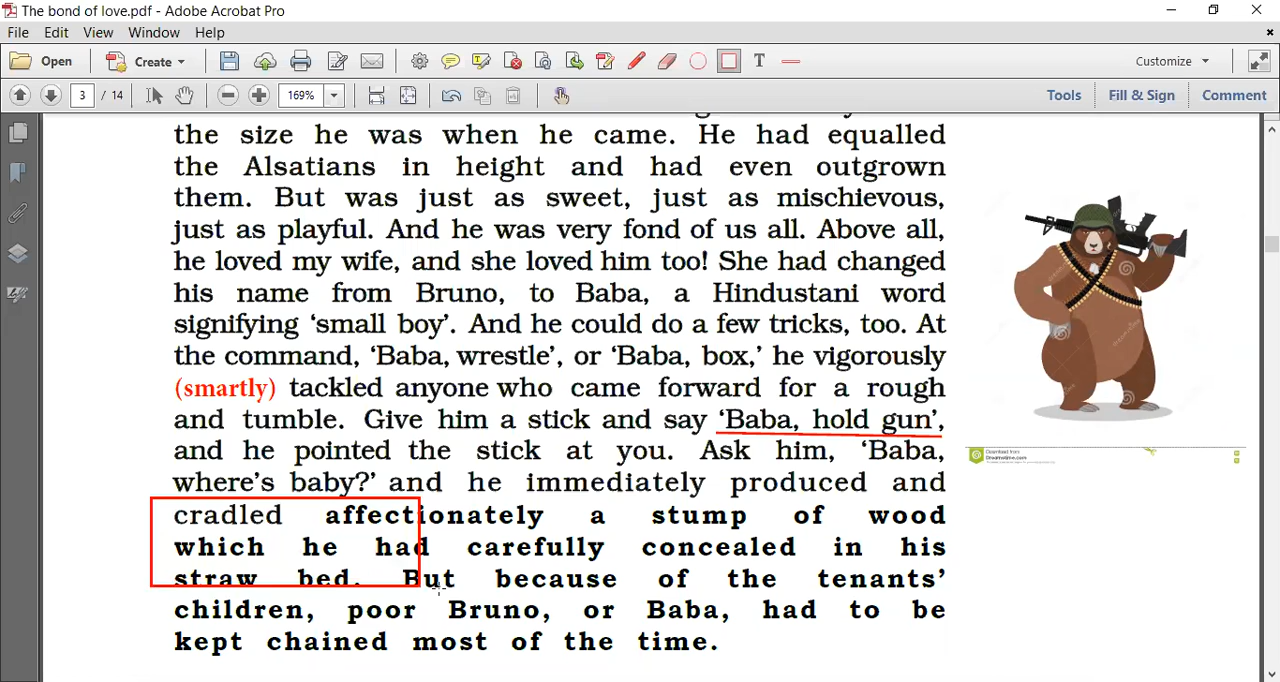 The bond of love.pdf - Adobe Acrobat Pro
File Edit View Window Help
Open Create Customize
3 / 14 169% Tools Fill & Sign Comment
the size he was when he came. He had equalled
the Alsatians in height and had even outgrown
them. But was just as sweet, just as mischievous,
just as playful. And he was very fond of us all. Above all,
he loved my wife, and she loved him too! She had changed
his name from Bruno, to Baba, a Hindustani word
signifying ‘small boy’. And he could do a few tricks, too. At
the command, ‘Baba, wrestle’, or ‘Baba, box,’ he vigorously
(smartly) tackled anyone who came forward for a rough
and tumble. Give him a stick and say ‘Baba, hold gun’,
and he pointed the stick at you. Ask him, ‘Baba,
where’s baby?’ and he immediately produced and
cradled affectionately a stump of wood
which he had carefully concealed in his
straw bed. But because of the tenants’
children, poor Bruno, or Baba, had to be
kept chained most of the time.
Download from
Dreamstime.com